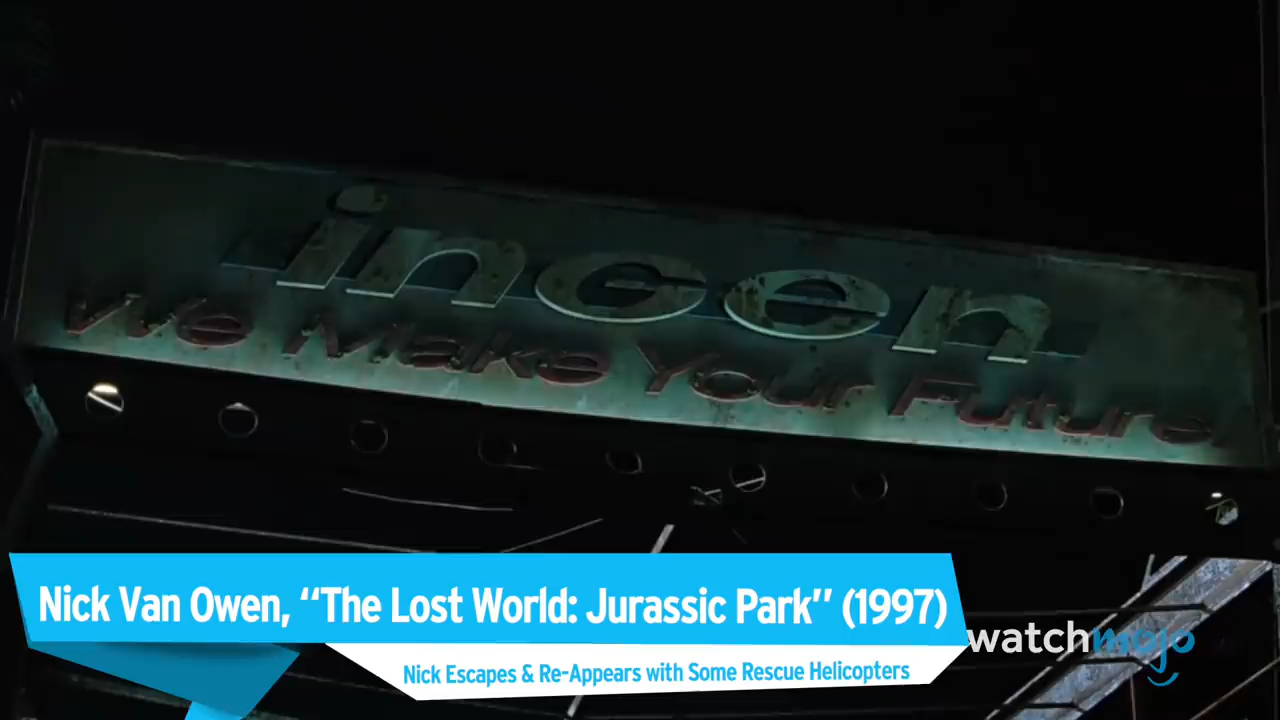 ingen
We Make Your Future
Nick Van Owen, “The Lost World: Jurassic Park” (1997)
watchmojo
Nick Escapes & Re-Appears with Some Rescue Helicopters